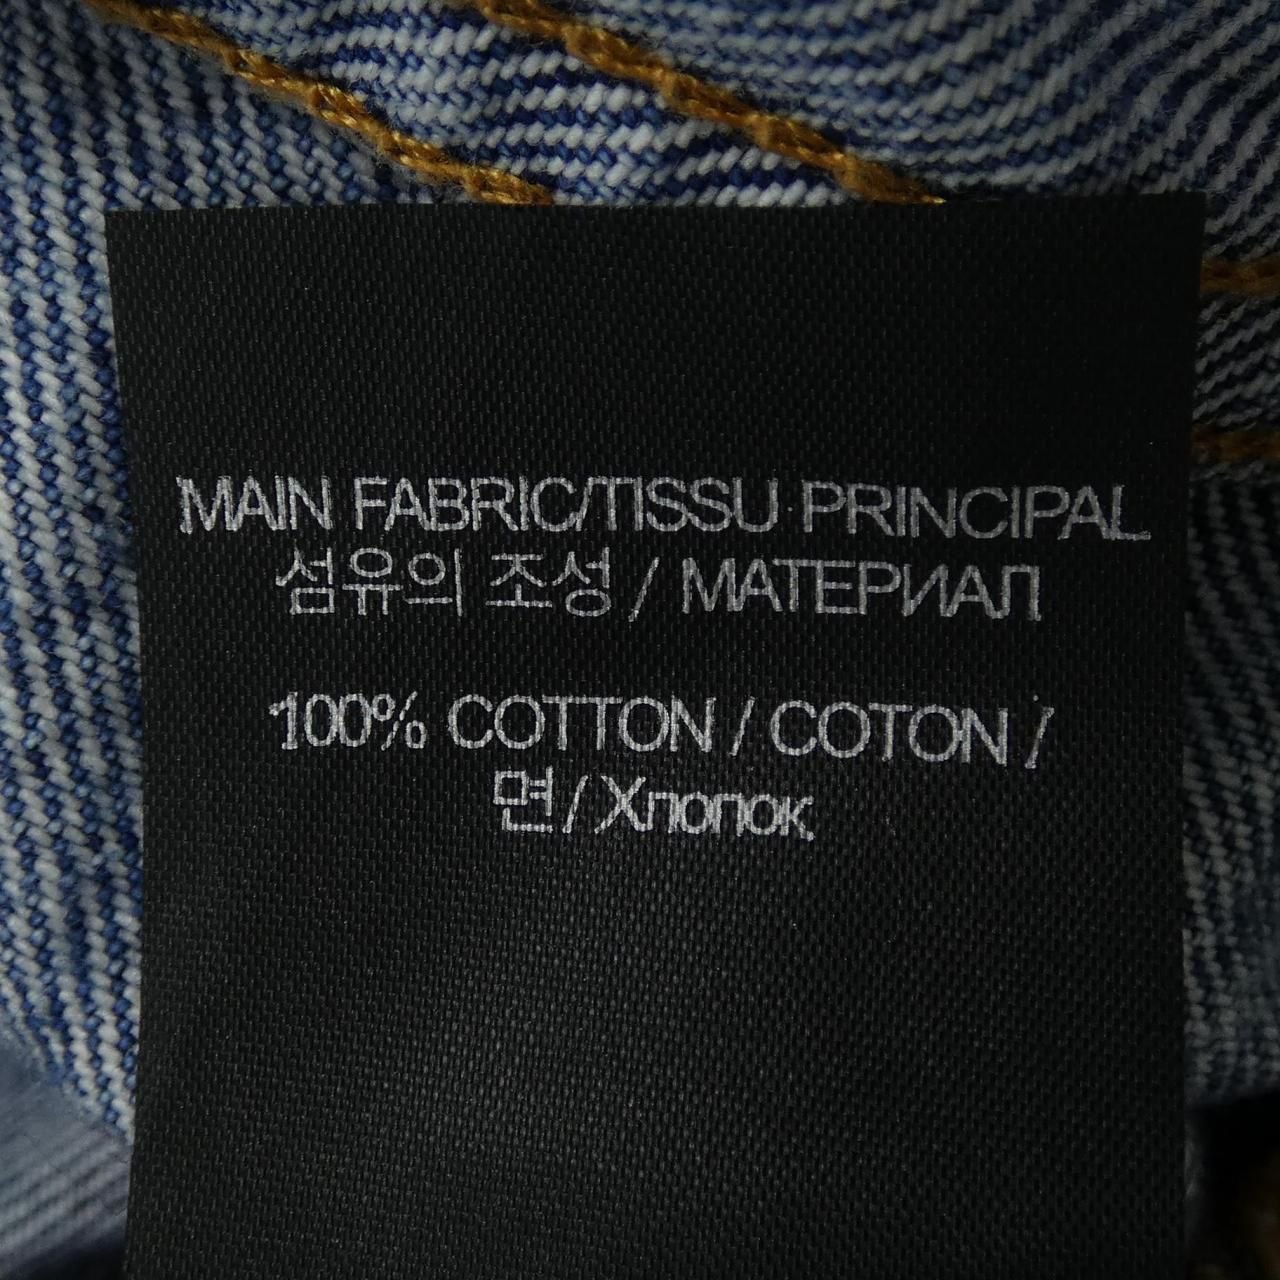 MAIN FABRIC/TISSU PRINCIPAL
섬유의 조성 / МАТЕРИАЛ
100% COTTON / COTON /
면 / Хлопок